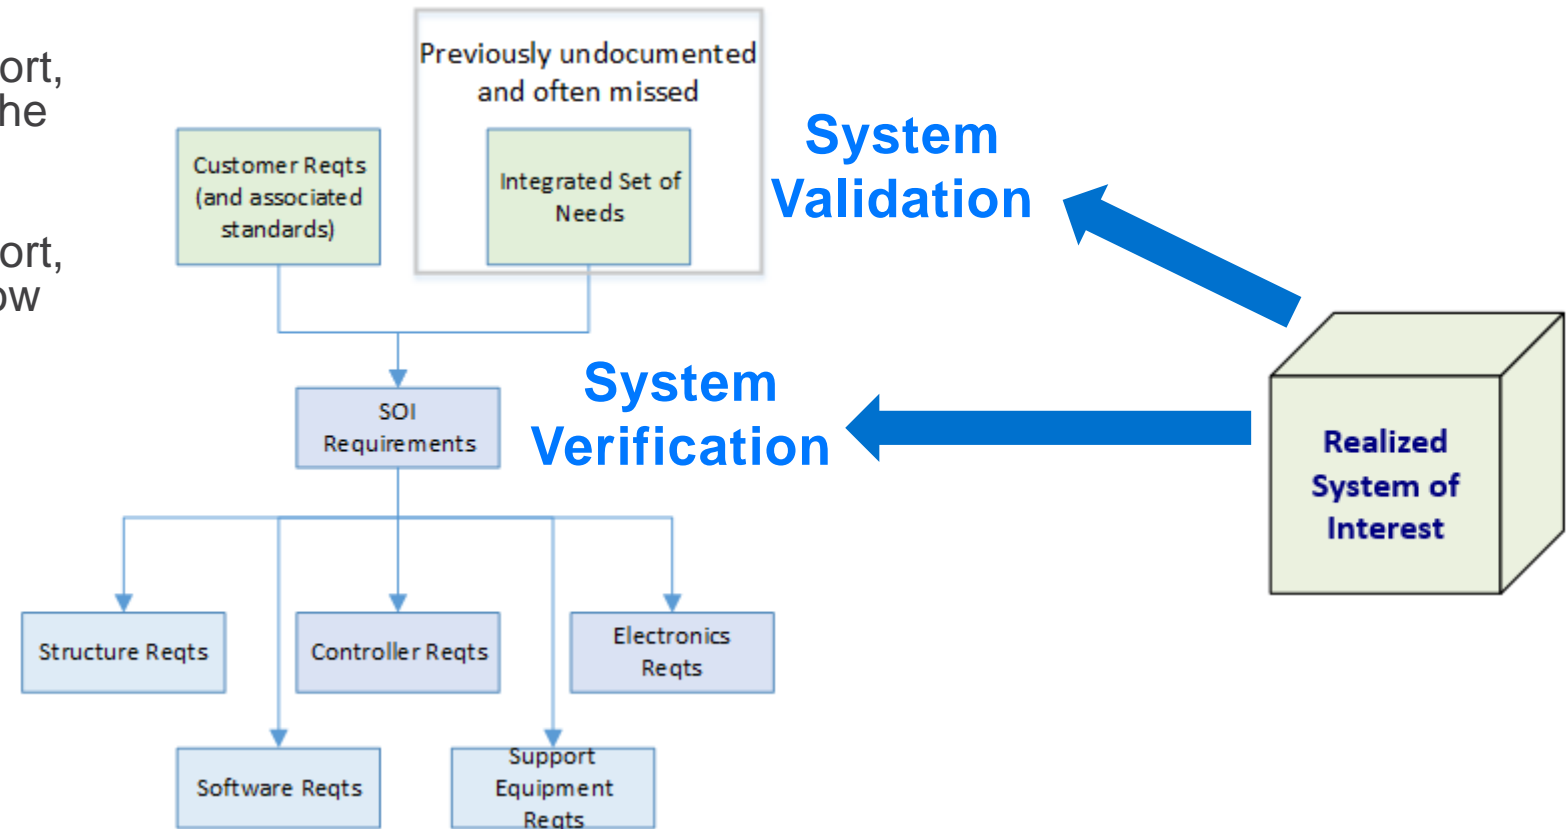 ort,
he
ort,
ow
Previously undocumented
and often missed
Customer Reqts
(and associated
standards)
Integrated Set of
Needs
System
Validation
SOI
Requirements
System
Verification
Realized
System of
Interest
Structure Reqts
Controller Reqts
Electronics
Reqts
Software Reqts
Support
Equipment
Reqts